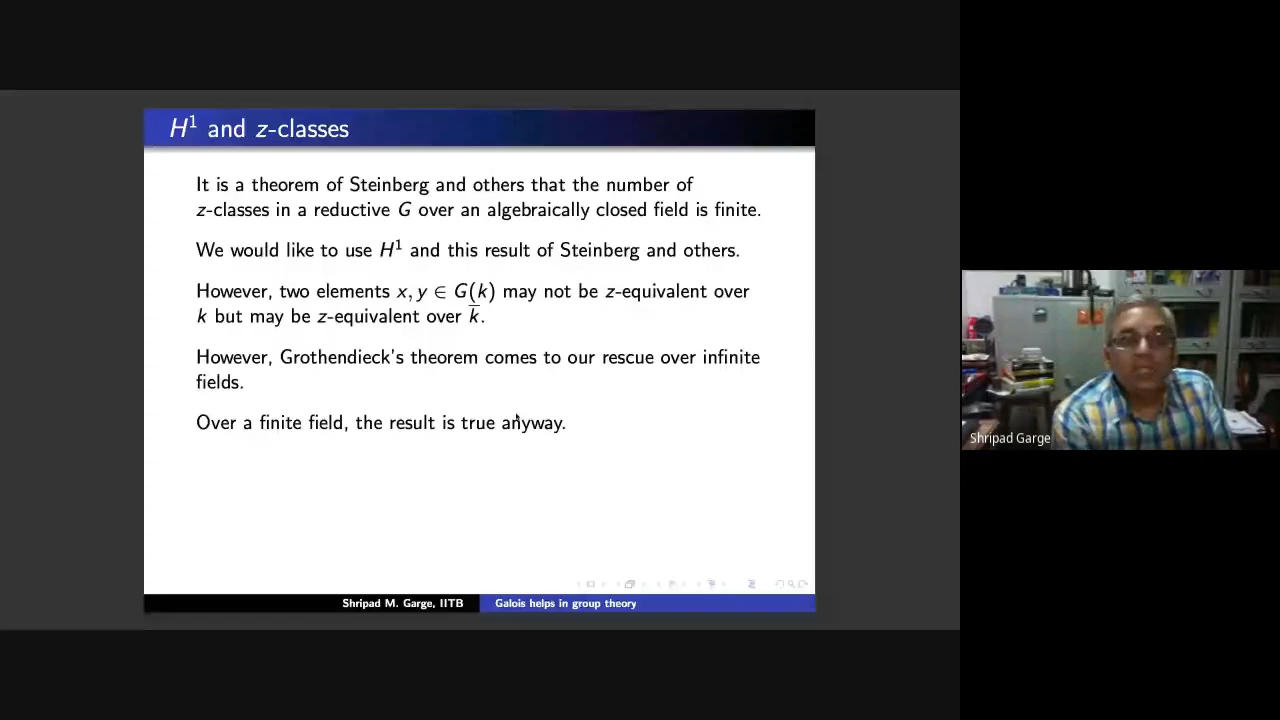 H¹ and z-classes
It is a theorem of Steinberg and others that the number of
z-classes in a reductive G over an algebraically closed field is finite.
We would like to use H¹ and this result of Steinberg and others.
However, two elements x, y ∈ G(k) may not be z-equivalent over
k but may be z-equivalent over k̅.
However, Grothendieck's theorem comes to our rescue over infinite
fields.
Over a finite field, the result is true anyway.
Shripad Garge
Shripad M. Garge, IITB
Galois helps in group theory